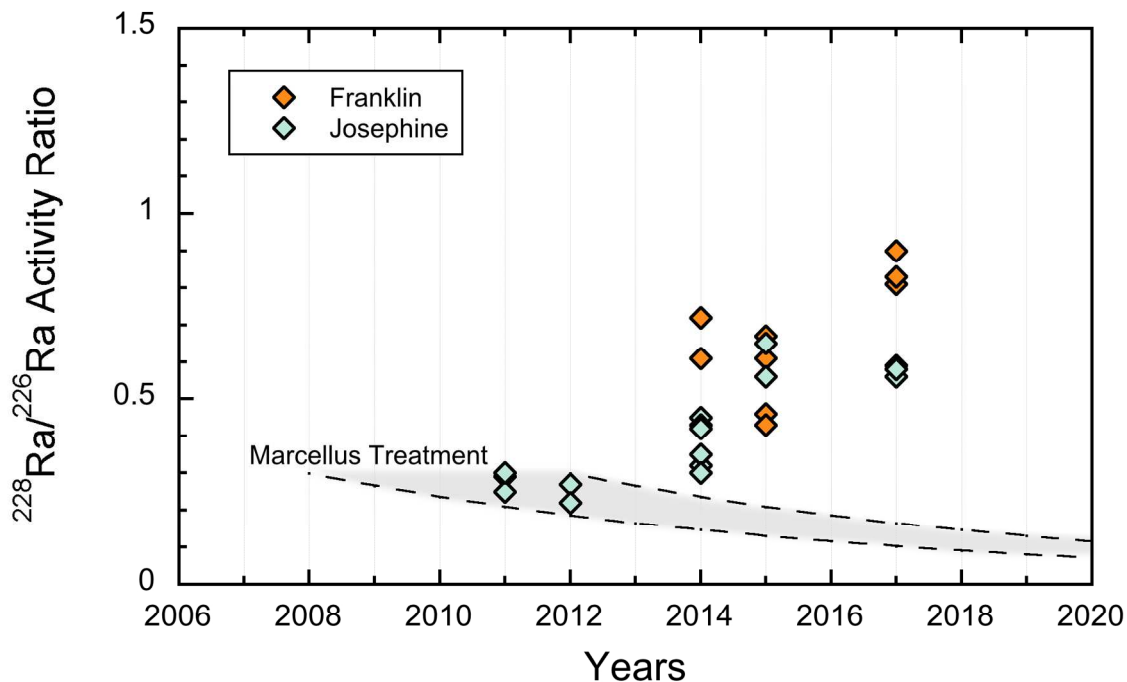 1.5
1
0.5
0
²²⁸Ra/²²⁶Ra Activity Ratio
Franklin
Josephine
Marcellus Treatment
2006 2008 2010 2012 2014 2016 2018 2020
Years